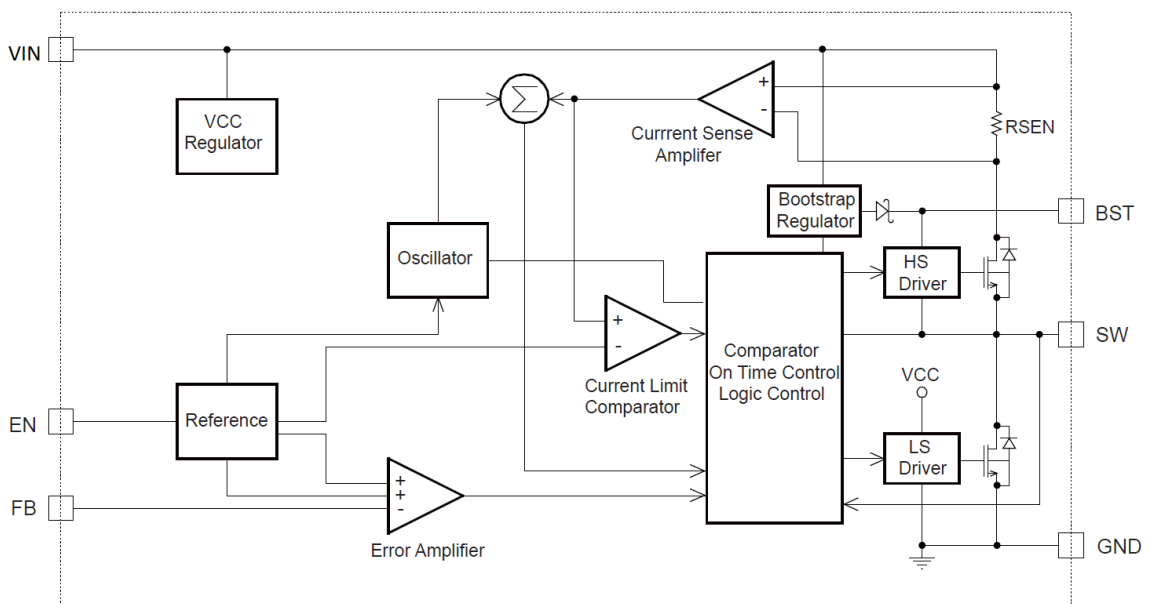 VIN
VCC
Regulator
Σ
+
-
Currrent Sense
Amplifer
RSEN
Bootstrap
Regulator
BST
Oscillator
HS
Driver
+
-
Current Limit
Comparator
Comparator
On Time Control
Logic Control
SW
VCC
EN
Reference
LS
Driver
FB
+
+
-
Error Amplifier
GND